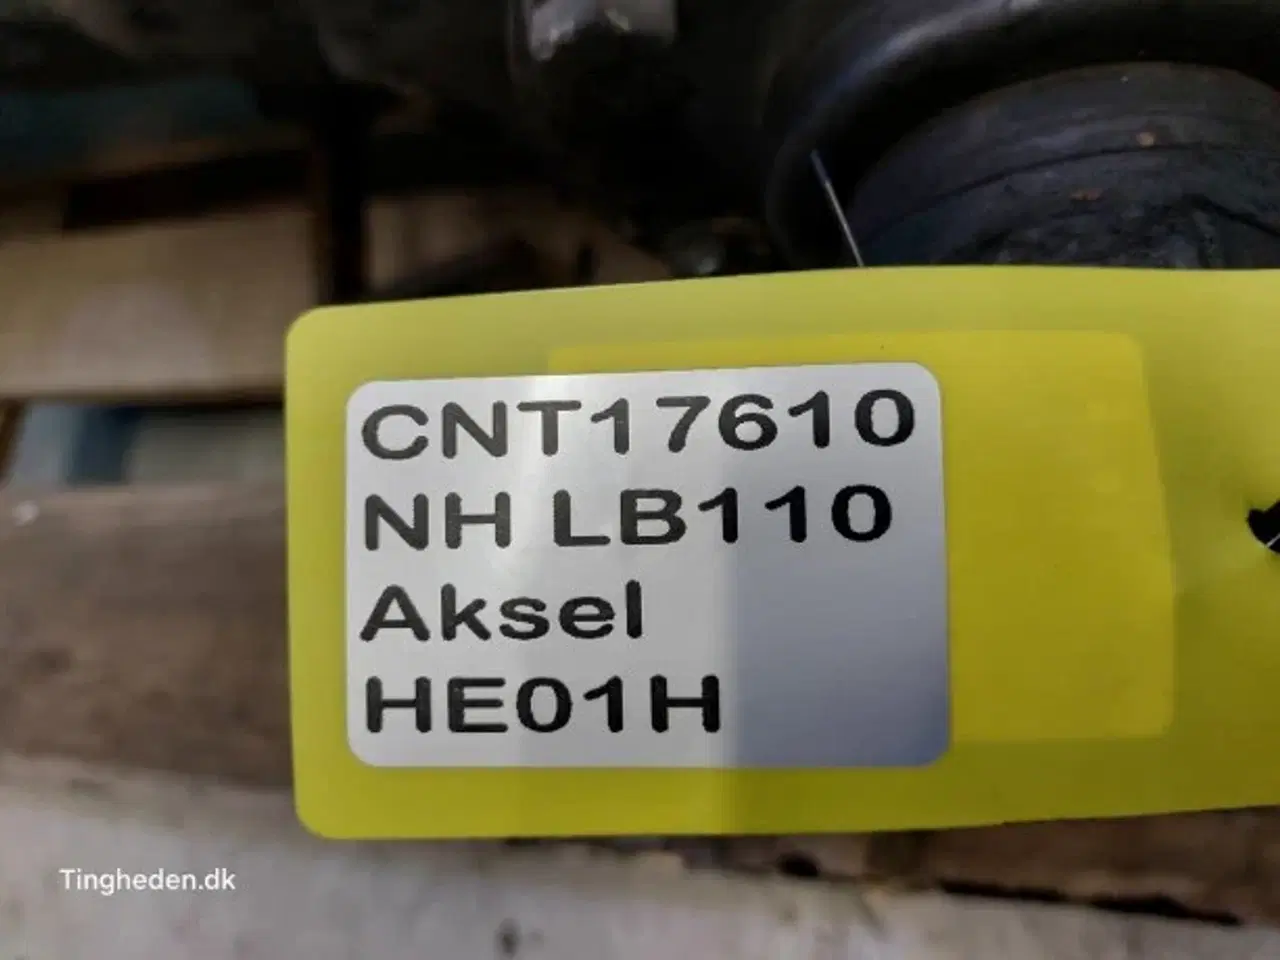 CNT17610
NH LB110
Aksel
HE01H
Tingheden.dk